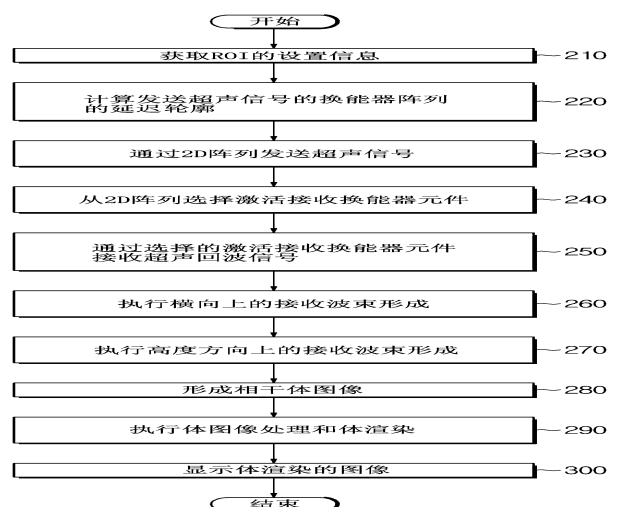 开始
获取ROI的设置信息
210
计算发送超声信号的换能器阵列
的延迟轮廓
220
通过2D阵列发送超声信号
230
从2D阵列选择激活接收换能器元件
240
通过选择的激活接收换能器元件
接收超声回波信号
250
执行横向上的接收波束形成
260
执行高度方向上的接收波束形成
270
形成相干体图像
280
执行体图像处理和体渲染
290
显示体渲染的图像
300
结束